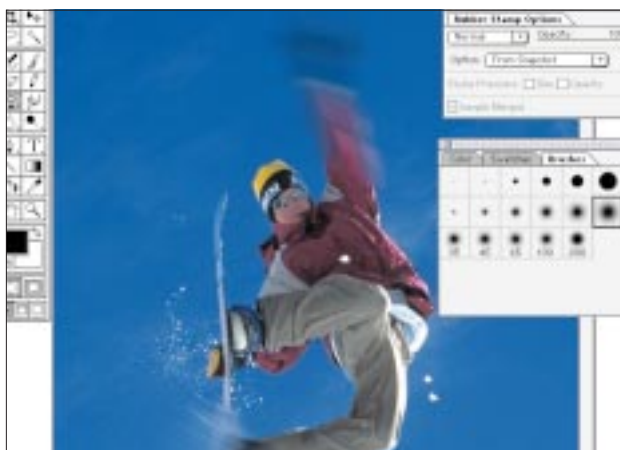 Rubber Stamp Options
Normal Opacity:
Option: From Snapshot
Stylus Pressure: Size Opacity
Sample Merged
Color Swatches Brushes
35 45 65 100 200